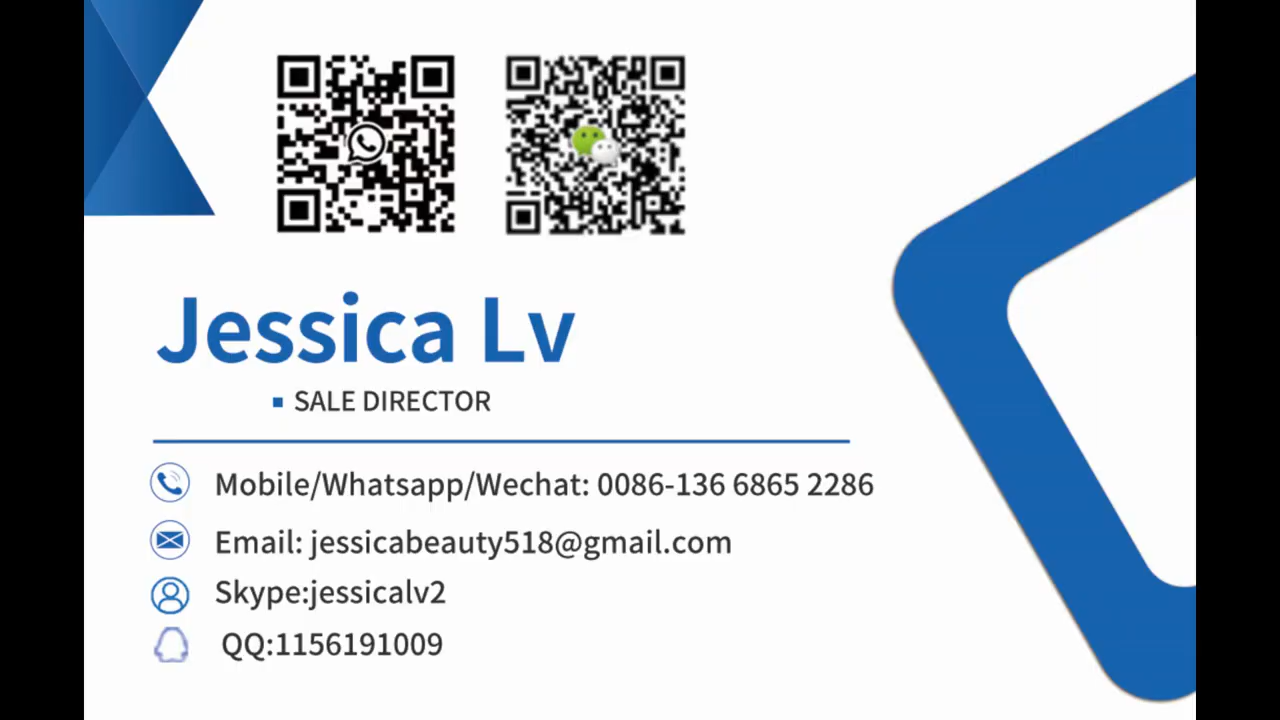 Jessica Lv
SALE DIRECTOR
Mobile/Whatsapp/Wechat: 0086-136 6865 2286
Email: jessicabeauty518@gmail.com
Skype:jessicalv2
QQ:1156191009